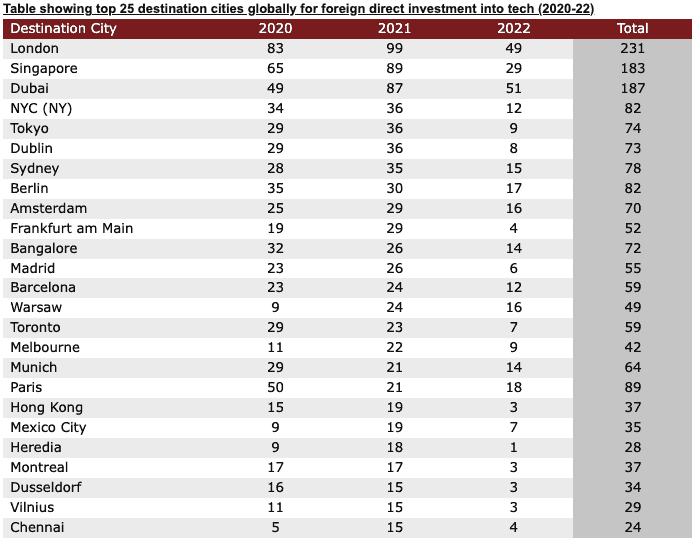 Table showing top 25 destination cities globally for foreign direct investment into tech (2020-22)
Destination City 2020 2021 2022 Total
London 83 99 49 231
Singapore 65 89 29 183
Dubai 49 87 51 187
NYC (NY) 34 36 12 82
Tokyo 29 36 9 74
Dublin 29 36 8 73
Sydney 28 35 15 78
Berlin 35 30 17 82
Amsterdam 25 29 16 70
Frankfurt am Main 19 29 4 52
Bangalore 32 26 14 72
Madrid 23 26 6 55
Barcelona 23 24 12 59
Warsaw 9 24 16 49
Toronto 29 23 7 59
Melbourne 11 22 9 42
Munich 29 21 14 64
Paris 50 21 18 89
Hong Kong 15 19 3 37
Mexico City 9 19 7 35
Heredia 9 18 1 28
Montreal 17 17 3 37
Dusseldorf 16 15 3 34
Vilnius 11 15 3 29
Chennai 5 15 4 24